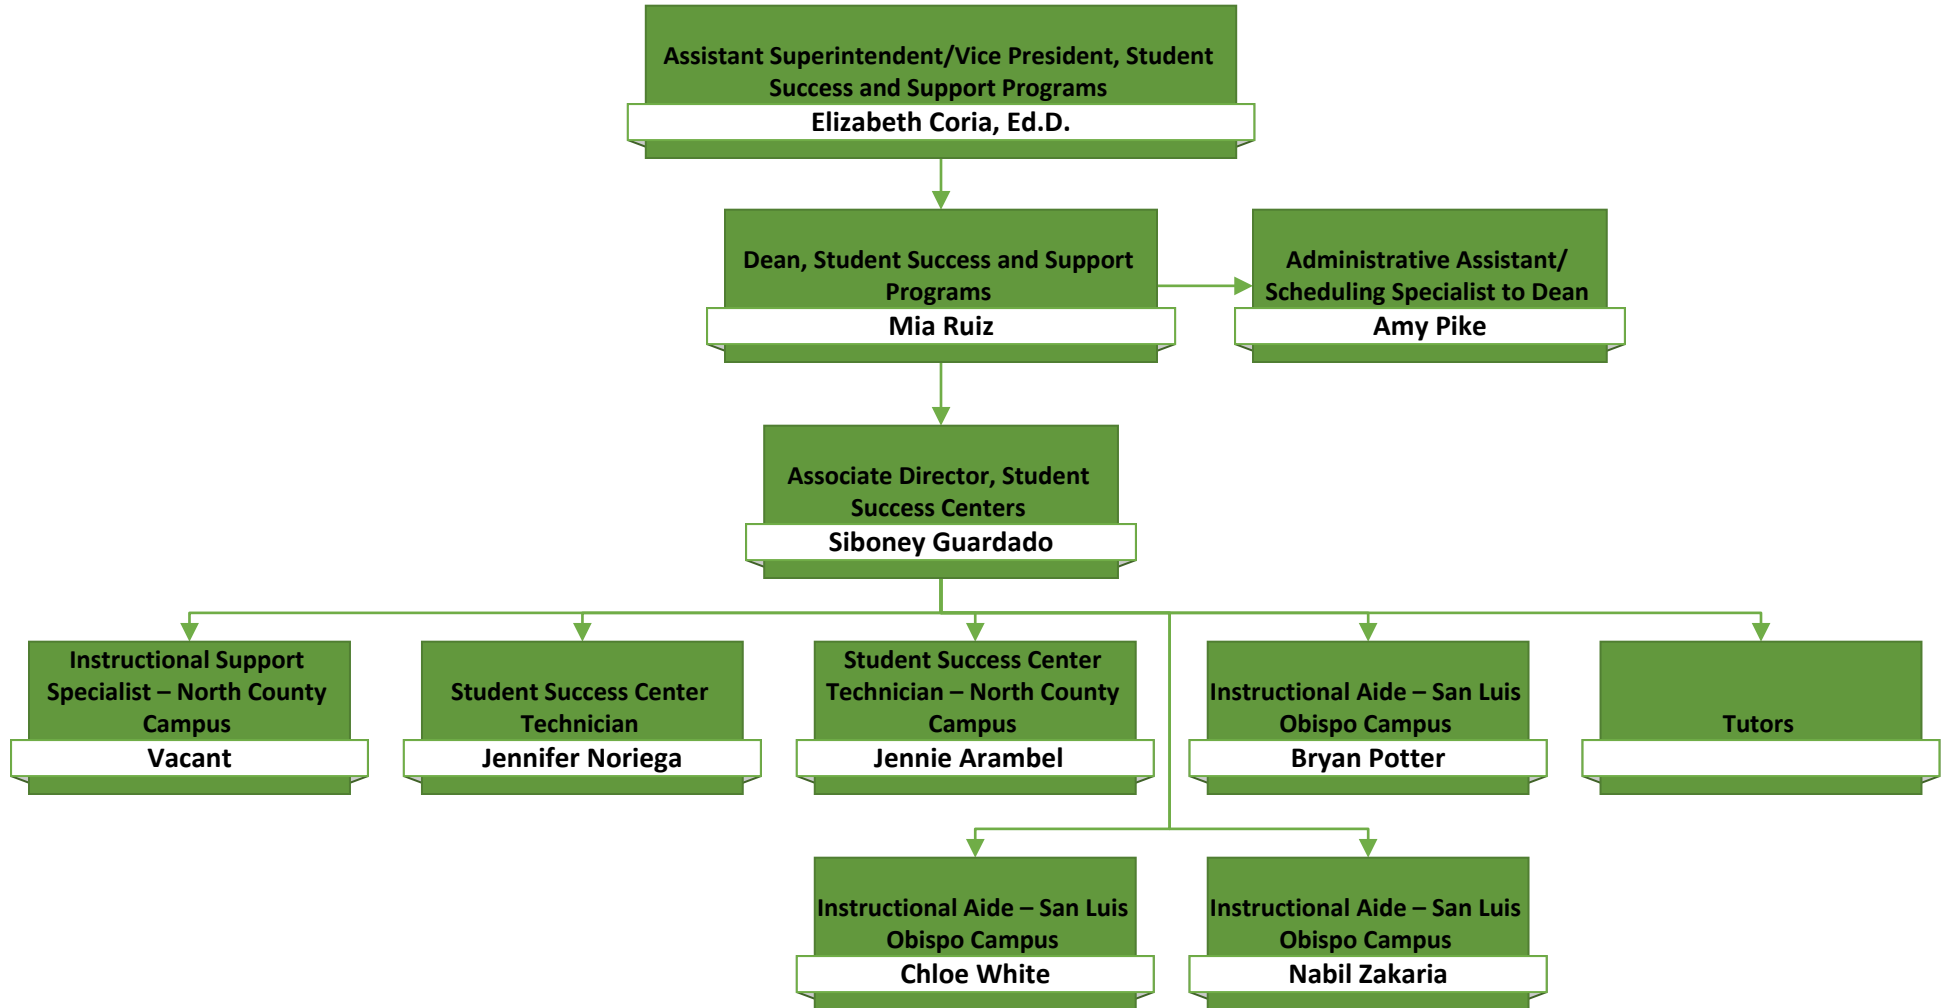 Assistant Superintendent/Vice President, Student
Success and Support Programs
Elizabeth Coria, Ed.D.
Dean, Student Success and Support
Programs
Mia Ruiz
Administrative Assistant/
Scheduling Specialist to Dean
Amy Pike
Associate Director, Student
Success Centers
Siboney Guardado
Instructional Support
Specialist – North County
Campus
Vacant
Student Success Center
Technician
Jennifer Noriega
Student Success Center
Technician – North County
Campus
Jennie Arambel
Instructional Aide – San Luis
Obispo Campus
Bryan Potter
Tutors
Instructional Aide – San Luis
Obispo Campus
Chloe White
Instructional Aide – San Luis
Obispo Campus
Nabil Zakaria